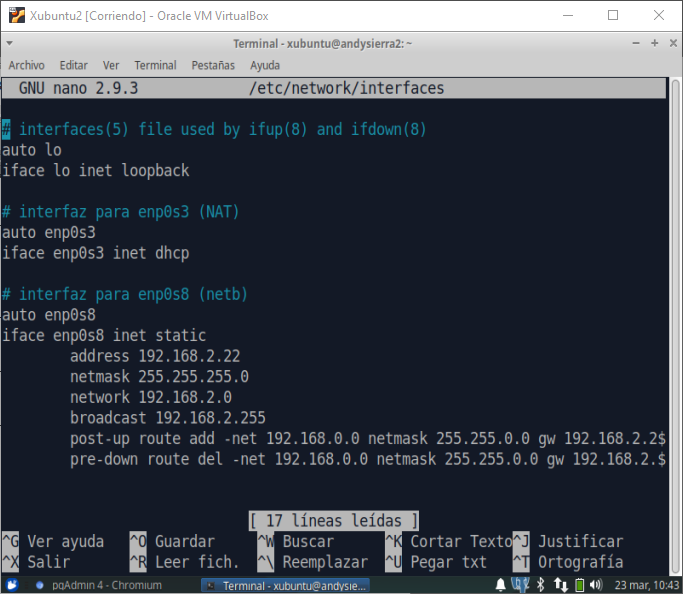 Xubuntu2 [Corriendo] - Oracle VM VirtualBox
Terminal - xubuntu@andysierra2: ~
Archivo Editar Ver Terminal Pestañas Ayuda
GNU nano 2.9.3 /etc/network/interfaces
# interfaces(5) file used by ifup(8) and ifdown(8)
auto lo
iface lo inet loopback
# interfaz para enp0s3 (NAT)
auto enp0s3
iface enp0s3 inet dhcp
# interfaz para enp0s8 (netb)
auto enp0s8
iface enp0s8 inet static
address 192.168.2.22
netmask 255.255.255.0
network 192.168.2.0
broadcast 192.168.2.255
post-up route add -net 192.168.0.0 netmask 255.255.0.0 gw 192.168.2.2$
pre-down route del -net 192.168.0.0 netmask 255.255.0.0 gw 192.168.2.$
[ 17 líneas leídas ]
^G Ver ayuda ^O Guardar ^W Buscar ^K Cortar Texto ^J Justificar
^X Salir ^R Leer fich. ^\ Reemplazar ^U Pegar txt ^T Ortografía
pgAdmin 4 - Chromium Terminal - xubuntu@andysie... 23 mar, 10:43